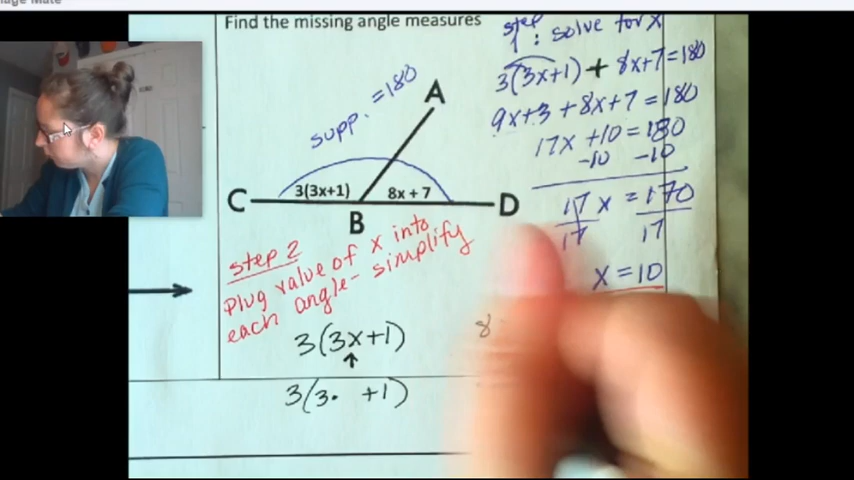 Find the missing angle measures
step
1: solve for x
3(3x+1) + 8x+7=180
9x+3 + 8x+7 = 180
17x +10 = 180
-10 -10
17x = 170
17 17
x = 10
supp. = 180
A
C 3(3x+1) 8x + 7 D
B
step 2
plug value of x into
each angle - simplify
3(3x+1)
8
3(3· +1)